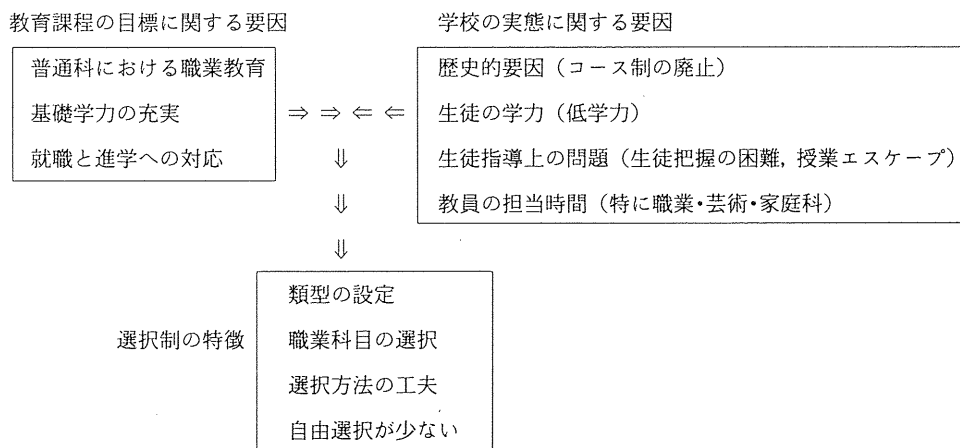 教育課程の目標に関する要因
普通科における職業教育
基礎学力の充実
就職と進学への対応
⇒ ⇒ ⇐ ⇐
⇓
⇓
⇓
学校の実態に関する要因
歴史的要因（コース制の廃止）
生徒の学力（低学力）
生徒指導上の問題（生徒把握の困難，授業エスケープ）
教員の担当時間（特に職業・芸術・家庭科）
選択制の特徴
類型の設定
職業科目の選択
選択方法の工夫
自由選択が少ない